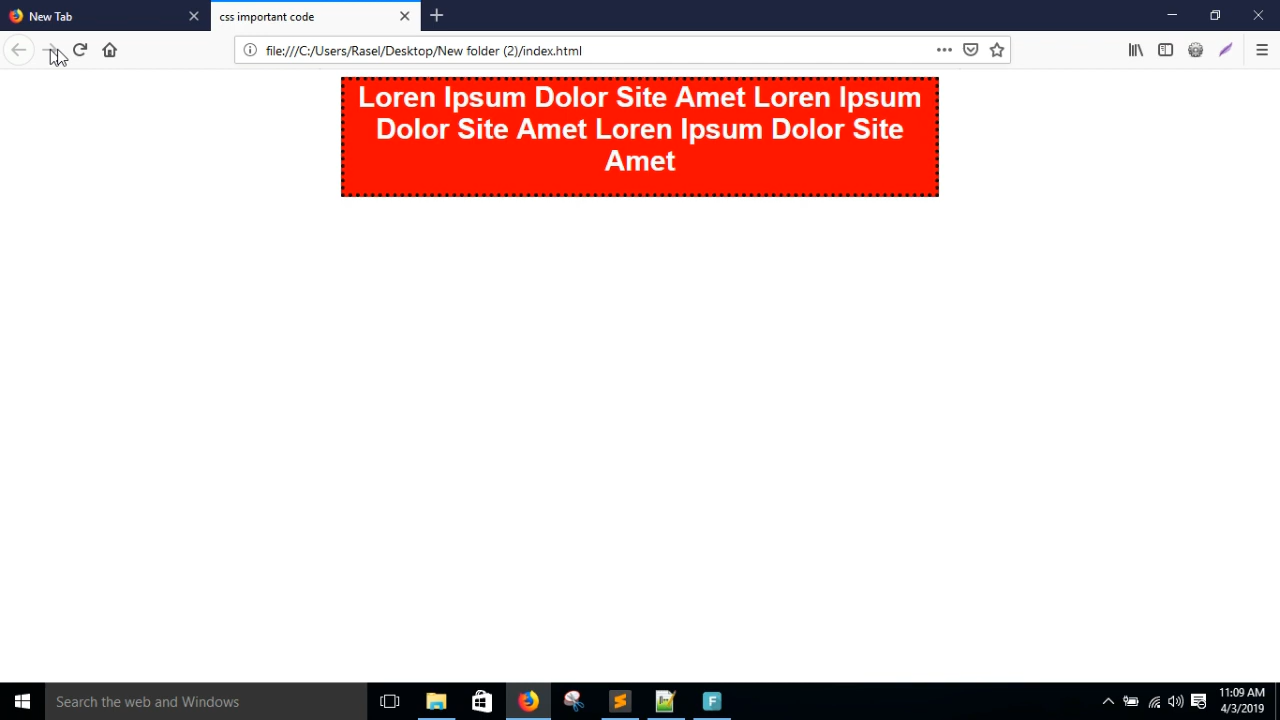 New Tab
css important code
file:///C:/Users/Rasel/Desktop/New folder (2)/index.html
Loren Ipsum Dolor Site Amet Loren Ipsum
Dolor Site Amet Loren Ipsum Dolor Site
Amet
Search the web and Windows
F
11:09 AM
4/3/2019